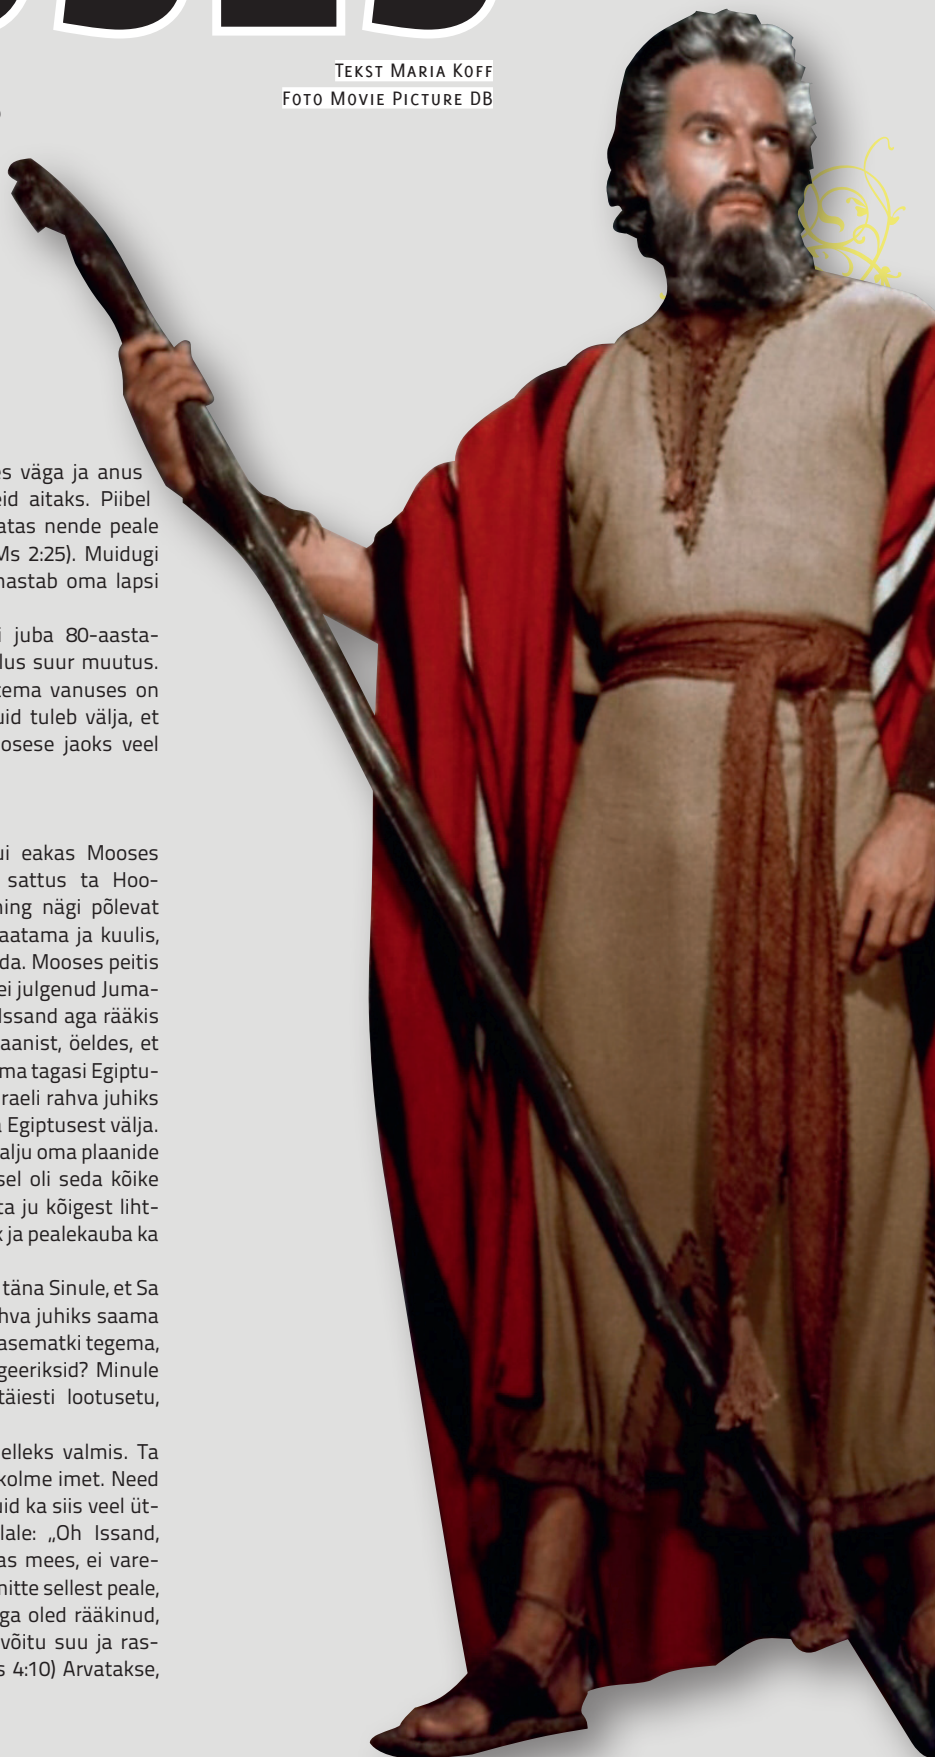 TEKST MARIA KOFF
FOTO MOVIE PICTURE DB
es väga ja anus
eid aitaks. Piibel
atas nende peale
Ms 2:25). Muidugi
mastab oma lapsi
i juba 80-aasta-
lus suur muutus.
tema vanuses on
uid tuleb välja, et
oosese jaoks veel
ui eakas Mooses
sattus ta Hoo-
ning nägi põlevat
aatama ja kuulis,
da. Mooses peitis
ei julgenud Juma-
Issand aga rääkis
aanist, öeldes, et
ma tagasi Egiptu-
raeli rahva juhiks
a Egiptusest välja.
alju oma plaanide
sel oli seda kõike
ta ju kõigest liht-
k ja pealekauba ka
täna Sinule, et Sa
hva juhiks saama
asematki tegema,
geeriksid? Minule
täiesti lootusetu,
elleks valmis. Ta
kolme imet. Need
uid ka siis veel üt-
lale: „Oh Issand,
as mees, ei vare-
mitte sellest peale,
ga oled rääkinud,
võitu suu ja ras-
s 4:10) Arvatakse,